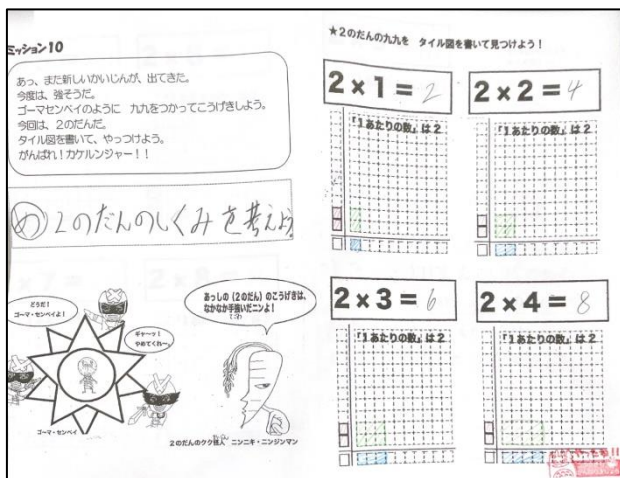 ミッション10
あっ、また新しいかいじんが、出てきた。
今度は、強そうだ。
ゴーマセンベイのように 九九をつかってこうげきしよう。
今回は、2のだんだ。
タイル図を書いて、やっつけよう。
がんばれ!カケルンジャー!!
め 2のだんのしくみを考えよう
どうだ!
ゴーマ・センベイよ!
ギャーッ!
やめてくれー。
ゴーマ・センベイ
あっしの(2のだん)のこうげきは、
なかなか手強いだニンよ!
2のだんのクク怪人 ニンニキ・ニンジンマン
★2のだんの九九を タイル図を書いて見つけよう!
2×1=2
「1あたりの数」は2
2×2=4
「1あたりの数」は2
2×3=6
「1あたりの数」は2
2×4=8
「1あたりの数」は2